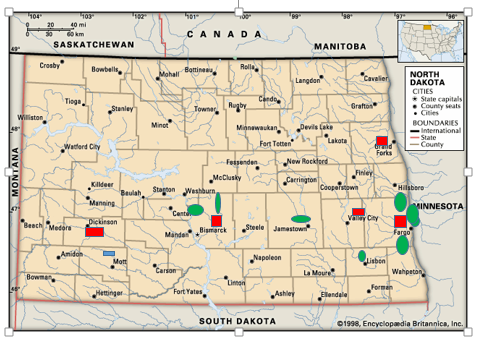 104°
103°
102°
101°
100°
99°
98°
97°
96°
0 20 40 mi
0 30 60 km
CANADA
SASKATCHEWAN
MANITOBA
49°
Crosby
Bowbells
Mohall
Bottineau
Rolla
Langdon
Cavalier
NORTH
DAKOTA
CITIES
State capitals
County seats
Cities
BOUNDARIES
International
State
County
Tioga
Stanley
Towner
Rugby
Cando
Grafton
Williston
Minot
Minnewaukan
Devils Lake
48°
Fort Totten
Lakota
Grand
Forks
Watford City
Fessenden
New Rockford
MONTANA
McClusky
Carrington
Finley
Killdeer
Stanton
Washburn
Cooperstown
Hillsboro
Manning
Beulah
47°
Center
MINNESOTA
Beach
Medora
Dickinson
Mandan
Bismarck
Steele
Jamestown
Valley City
Fargo
Amidon
Mott
Napoleon
Lisbon
Bowman
Carson
Linton
La Moure
Wahpeton
46°
Hettinger
Fort Yates
Ashley
Ellendale
Forman
SOUTH DAKOTA
©1998, Encyclopædia Britannica, Inc.